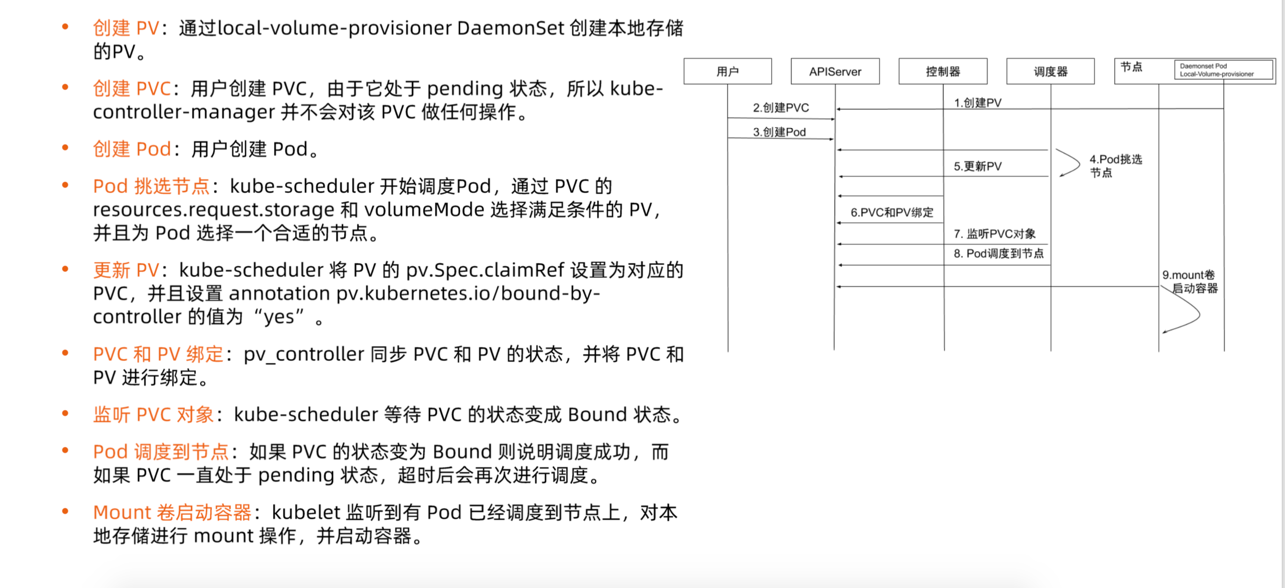 • 创建 PV：通过local-volume-provisioner DaemonSet 创建本地存储
的PV。
• 创建 PVC：用户创建 PVC，由于它处于 pending 状态，所以 kube-
controller-manager 并不会对该 PVC 做任何操作。
• 创建 Pod：用户创建 Pod。
• Pod 挑选节点：kube-scheduler 开始调度Pod，通过 PVC 的
resources.request.storage 和 volumeMode 选择满足条件的 PV，
并且为 Pod 选择一个合适的节点。
• 更新 PV：kube-scheduler 将 PV 的 pv.Spec.claimRef 设置为对应的
PVC，并且设置 annotation pv.kubernetes.io/bound-by-
controller 的值为“yes” 。
• PVC 和 PV 绑定：pv_controller 同步 PVC 和 PV 的状态，并将 PVC 和
PV 进行绑定。
• 监听 PVC 对象：kube-scheduler 等待 PVC 的状态变成 Bound 状态。
• Pod 调度到节点：如果 PVC 的状态变为 Bound 则说明调度成功，而
如果 PVC 一直处于 pending 状态，超时后会再次进行调度。
• Mount 卷启动容器：kubelet 监听到有 Pod 已经调度到节点上，对本
地存储进行 mount 操作，并启动容器。
用户
APIServer
控制器
调度器
节点
Daemonset Pod
Local-Volume-provisioner
1.创建PV
2.创建PVC
3.创建Pod
4.Pod挑选
节点
5.更新PV
6.PVC和PV绑定
7. 监听PVC对象
8. Pod调度到节点
9.mount卷
启动容器